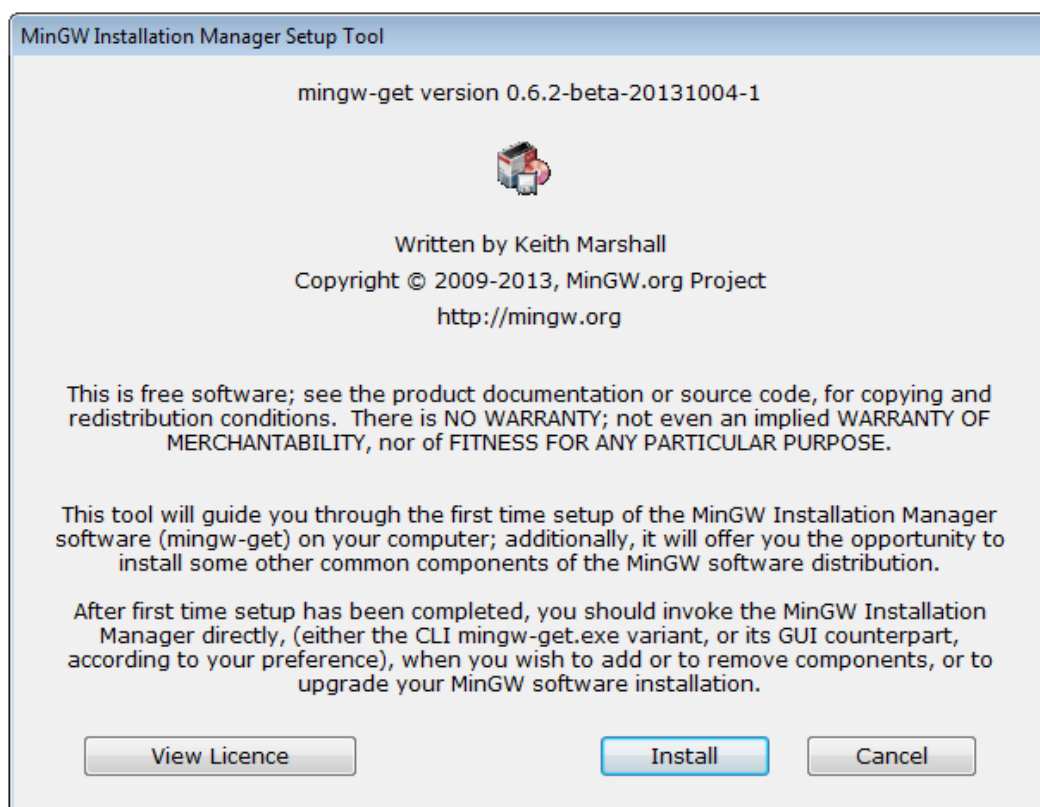 MinGW Installation Manager Setup Tool
mingw-get version 0.6.2-beta-20131004-1
Written by Keith Marshall
Copyright © 2009-2013, MinGW.org Project
http://mingw.org
This is free software; see the product documentation or source code, for copying and
redistribution conditions.  There is NO WARRANTY; not even an implied WARRANTY OF
MERCHANTABILITY, nor of FITNESS FOR ANY PARTICULAR PURPOSE.
This tool will guide you through the first time setup of the MinGW Installation Manager
software (mingw-get) on your computer; additionally, it will offer you the opportunity to
install some other common components of the MinGW software distribution.
After first time setup has been completed, you should invoke the MinGW Installation
Manager directly, (either the CLI mingw-get.exe variant, or its GUI counterpart,
according to your preference), when you wish to add or to remove components, or to
upgrade your MinGW software installation.
View Licence
Install
Cancel